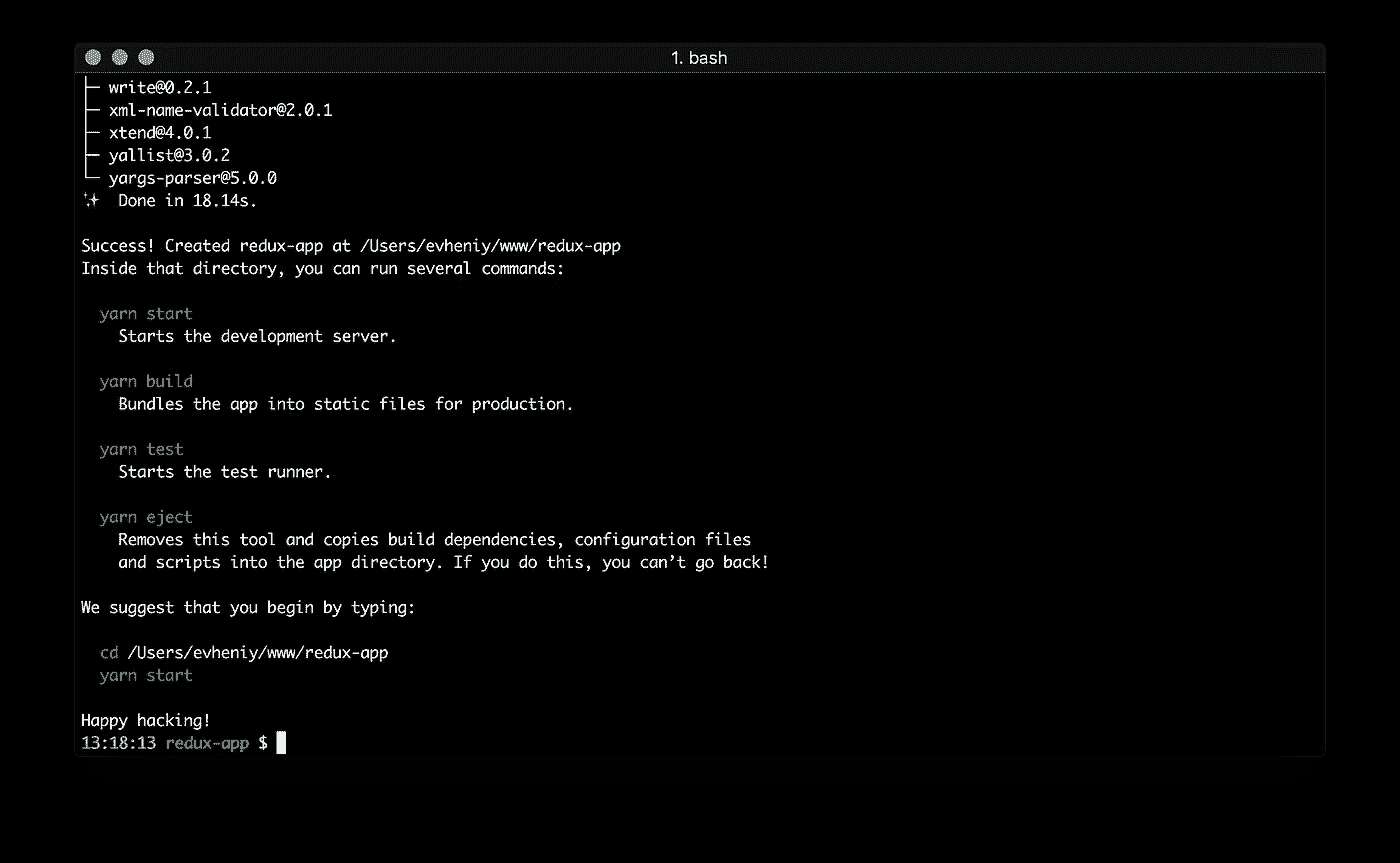 1. bash
├─ write@0.2.1
├─ xml-name-validator@2.0.1
├─ xtend@4.0.1
├─ yallist@3.0.2
└─ yargs-parser@5.0.0
✨  Done in 18.14s.
Success! Created redux-app at /Users/evheniy/www/redux-app
Inside that directory, you can run several commands:
yarn start
Starts the development server.
yarn build
Bundles the app into static files for production.
yarn test
Starts the test runner.
yarn eject
Removes this tool and copies build dependencies, configuration files
and scripts into the app directory. If you do this, you can’t go back!
We suggest that you begin by typing:
cd /Users/evheniy/www/redux-app
yarn start
Happy hacking!
13:18:13 redux-app $